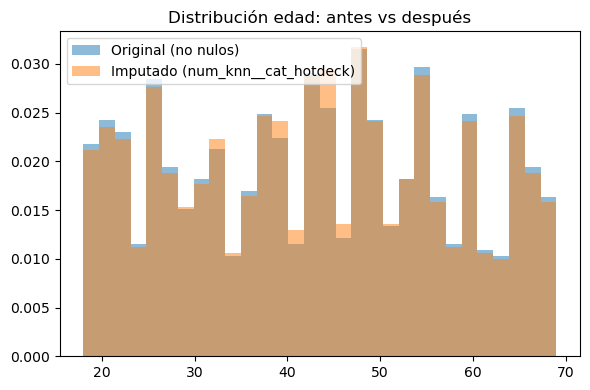 Distribución edad: antes vs después
Original (no nulos)
Imputado (num_knn__cat_hotdeck)
0.030
0.025
0.020
0.015
0.010
0.005
0.000
20 30 40 50 60 70